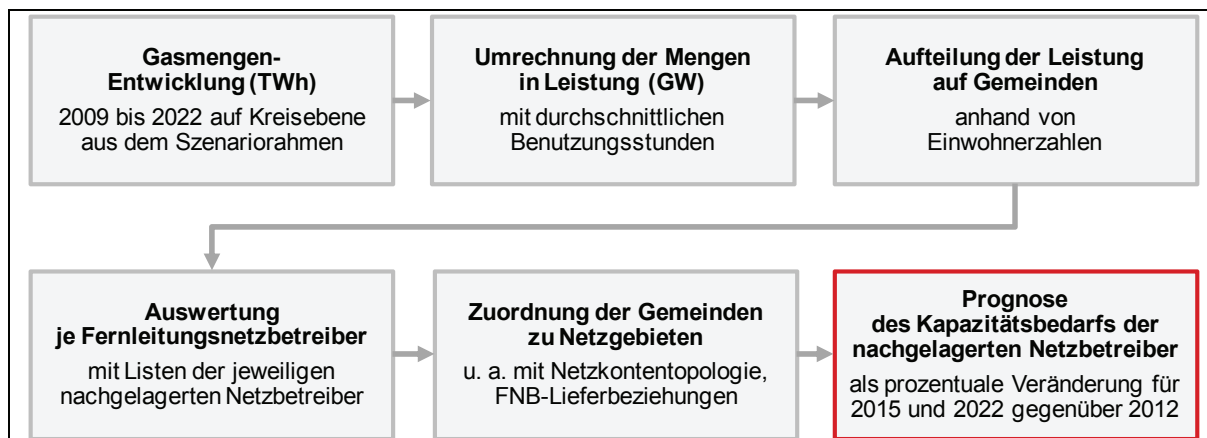 Gasmengen-
Entwicklung (TWh)
2009 bis 2022 auf Kreisebene
aus dem Szenariorahmen
Umrechnung der Mengen
in Leistung (GW)
mit durchschnittlichen
Benutzungsstunden
Aufteilung der Leistung
auf Gemeinden
anhand von
Einwohnerzahlen
Auswertung
je Fernleitungsnetzbetreiber
mit Listen der jeweiligen
nachgelagerten Netzbetreiber
Zuordnung der Gemeinden
zu Netzgebieten
u. a. mit Netzkontentopologie,
FNB-Lieferbeziehungen
Prognose
des Kapazitätsbedarfs der
nachgelagerten Netzbetreiber
als prozentuale Veränderung für
2015 und 2022 gegenüber 2012